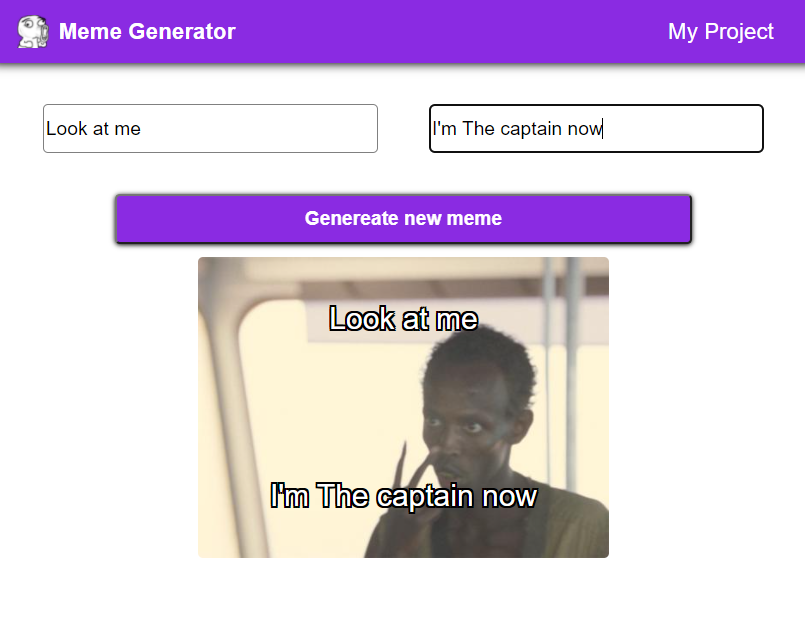 Meme Generator
My Project
Look at me
I'm The captain now
Genereate new meme
Look at me
I'm The captain now